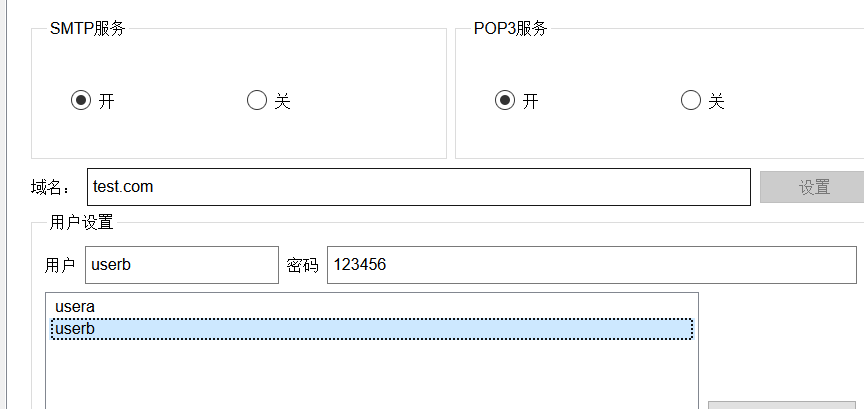 SMTP服务 POP3服务
开 关 开 关
域名： test.com 设置
用户设置
用户 userb 密码 123456
usera
userb